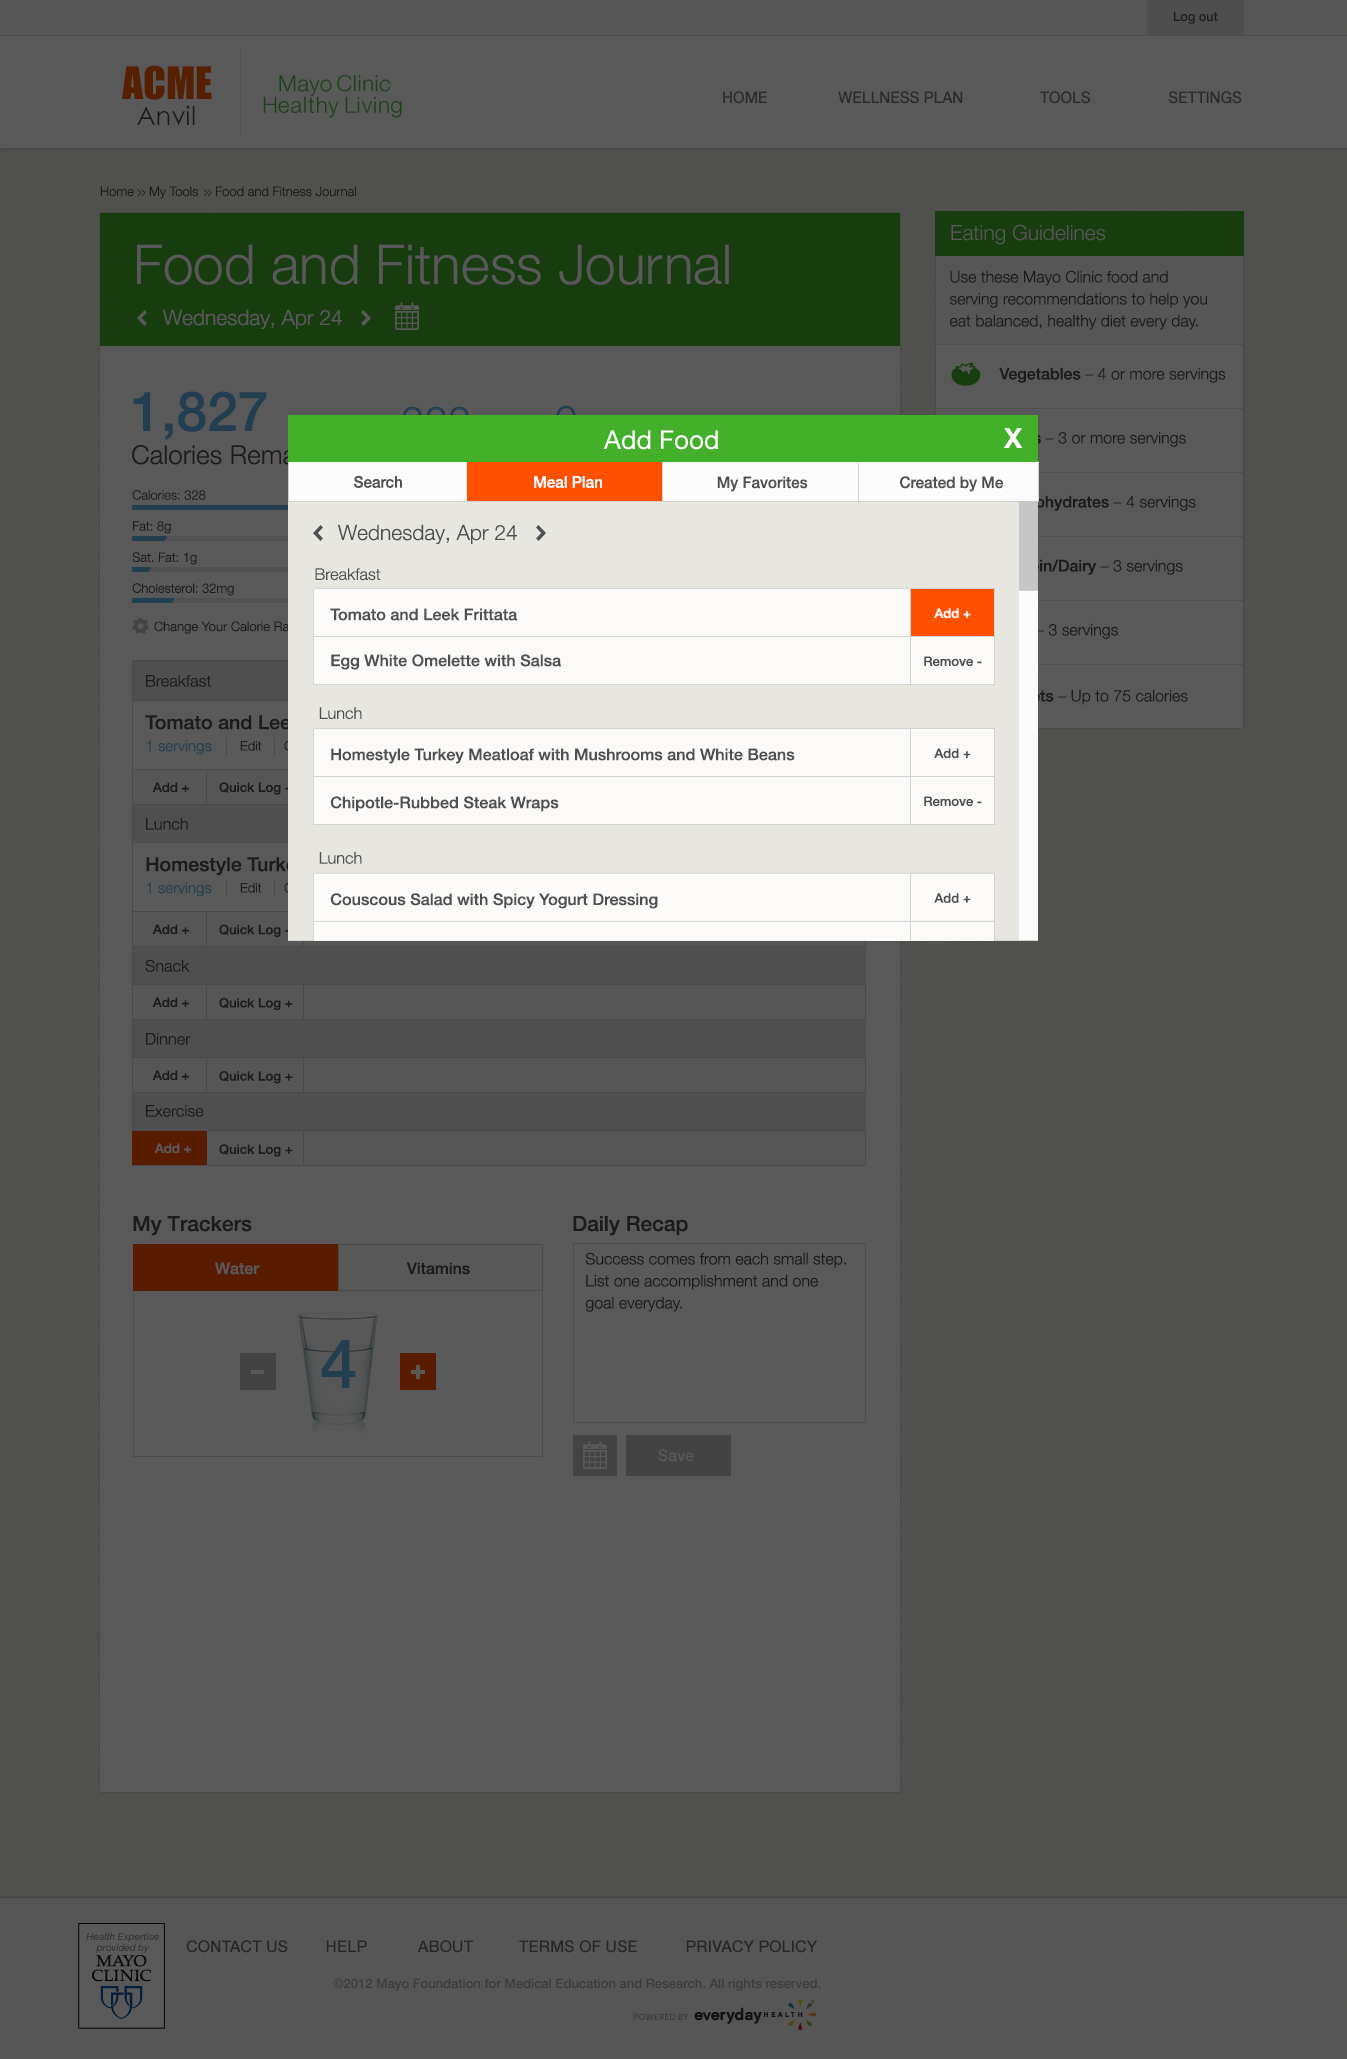 Log out
ACME
Anvil
Mayo Clinic
Healthy Living
HOME
WELLNESS PLAN
TOOLS
SETTINGS
Home » My Tools » Food and Fitness Journal
Food and Fitness Journal
Wednesday, Apr 24
Eating Guidelines
Use these Mayo Clinic food and
serving recommendations to help you
eat balanced, healthy diet every day.
Vegetables – 4 or more servings
– 3 or more servings
– 4 servings
– 3 servings
– 3 servings
– Up to 75 calories
1,827
Calories
Calories: 328
Fat: 8g
Sat. Fat: 1g
Cholesterol: 32mg
Change Your Calorie
Add Food
X
Search
Meal Plan
My Favorites
Created by Me
Wednesday, Apr 24
Breakfast
Tomato and Leek Frittata
Add +
Egg White Omelette with Salsa
Remove -
Lunch
Homestyle Turkey Meatloaf with Mushrooms and White Beans
Add +
Chipotle-Rubbed Steak Wraps
Remove -
Lunch
Couscous Salad with Spicy Yogurt Dressing
Add +
Breakfast
Tomato and
1 servings
Edit
Add +
Quick Log
Lunch
Homestyle
1 servings
Edit
Add +
Quick Log
Snack
Add +
Quick Log +
Dinner
Add +
Quick Log +
Exercise
Add +
Quick Log +
My Trackers
Water
Vitamins
4
Daily Recap
Success comes from each small step.
List one accomplishment and one
goal everyday.
Save
Health Expertise
provided by
MAYO
CLINIC
CONTACT US
HELP
ABOUT
TERMS OF USE
PRIVACY POLICY
©2012 Mayo Foundation for Medical Education and Research. All rights reserved.
POWERED BY everyday HEALTH